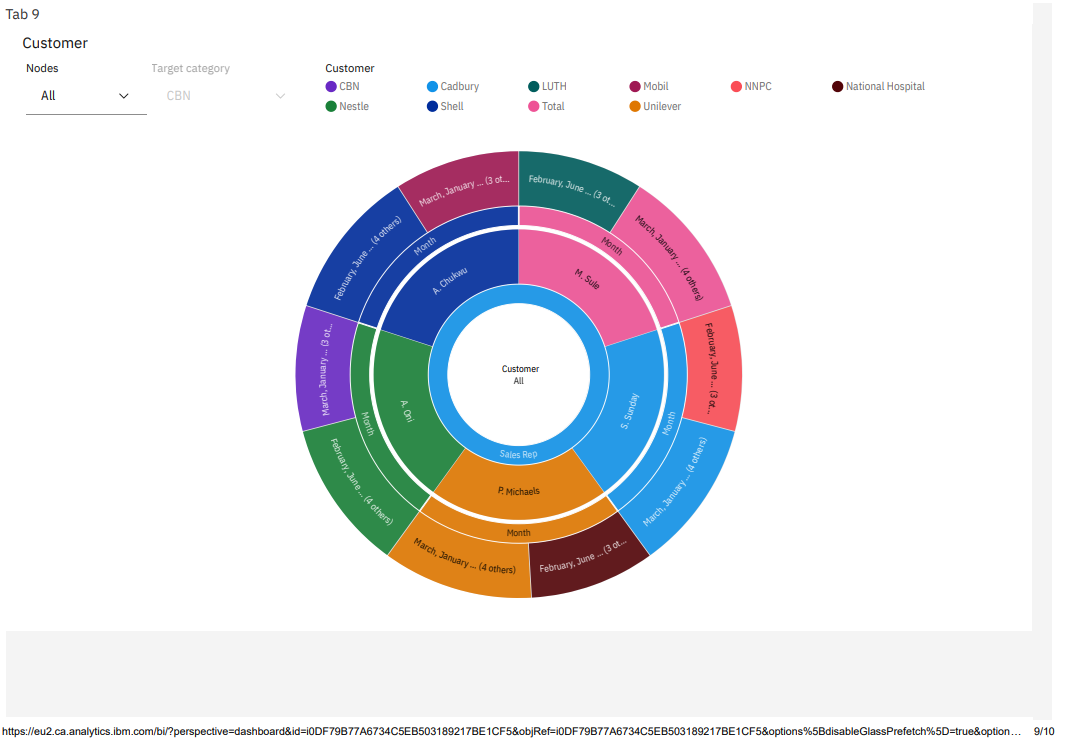 Tab 9
Customer
Nodes
Target category
All
CBN
Customer
CBN
Cadbury
LUTH
Mobil
NNPC
National Hospital
Nestle
Shell
Total
Unilever
March, January ... (3 ot...
February, June ... (3 ot...
February, June ... (4 others)
Month
Month
March, January ... (4 others)
A. Chukwu
M. Sule
March, January ... (3 ot...
Month
A. Oni
Customer
All
S. Sunday
Month
February, June ... (3 ot...
Sales Rep
February, June ... (4 others)
P. Michaels
March, January ... (4 others)
Month
March, January ... (4 others)
February, June ... (3 ot...
https://eu2.ca.analytics.ibm.com/bi/?perspective=dashboard&id=i0DF79B77A6734C5EB503189217BE1CF5&objRef=i0DF79B77A6734C5EB503189217BE1CF5&options%5BdisableGlassPrefetch%5D=true&option… 9/10